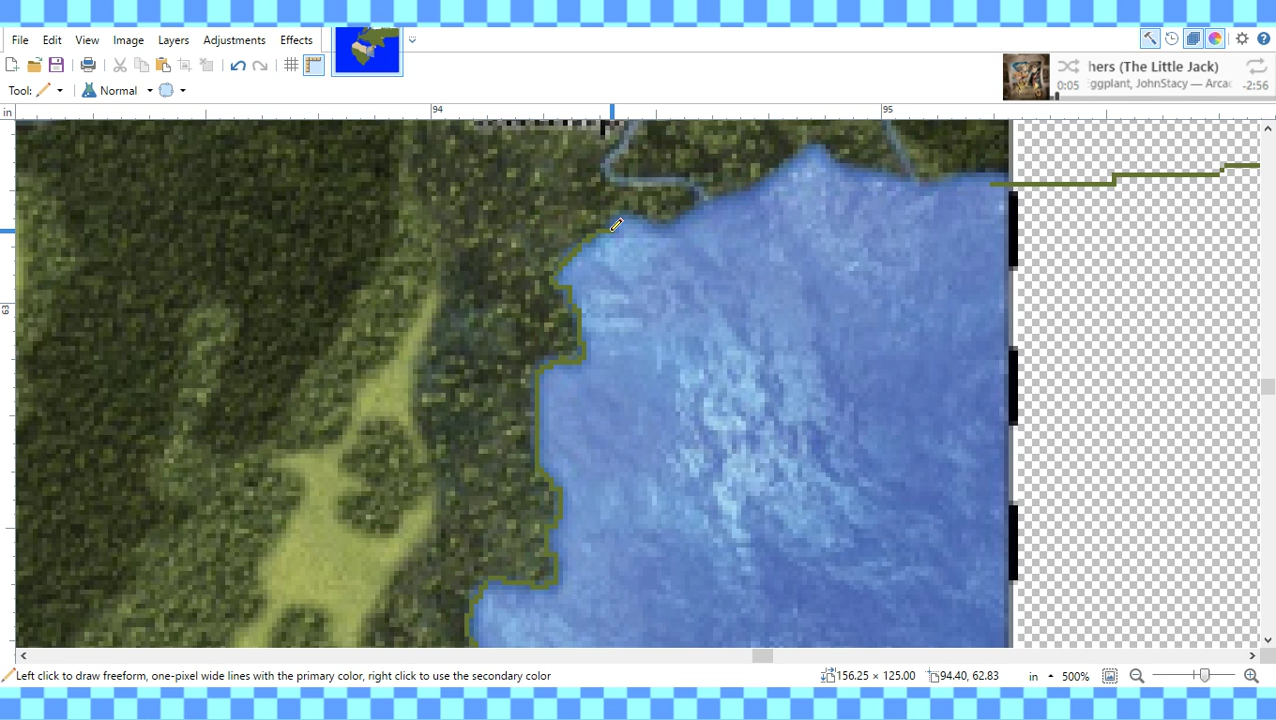 File Edit View Image Layers Adjustments Effects
hers (The Little Jack)
0:05 ggplant, JohnStacy — Arca -2:56
Tool: Normal
in 94 95
63
Left click to draw freeform, one-pixel wide lines with the primary color, right click to use the secondary color 156.25 × 125.00 94.40, 62.83 in 500%